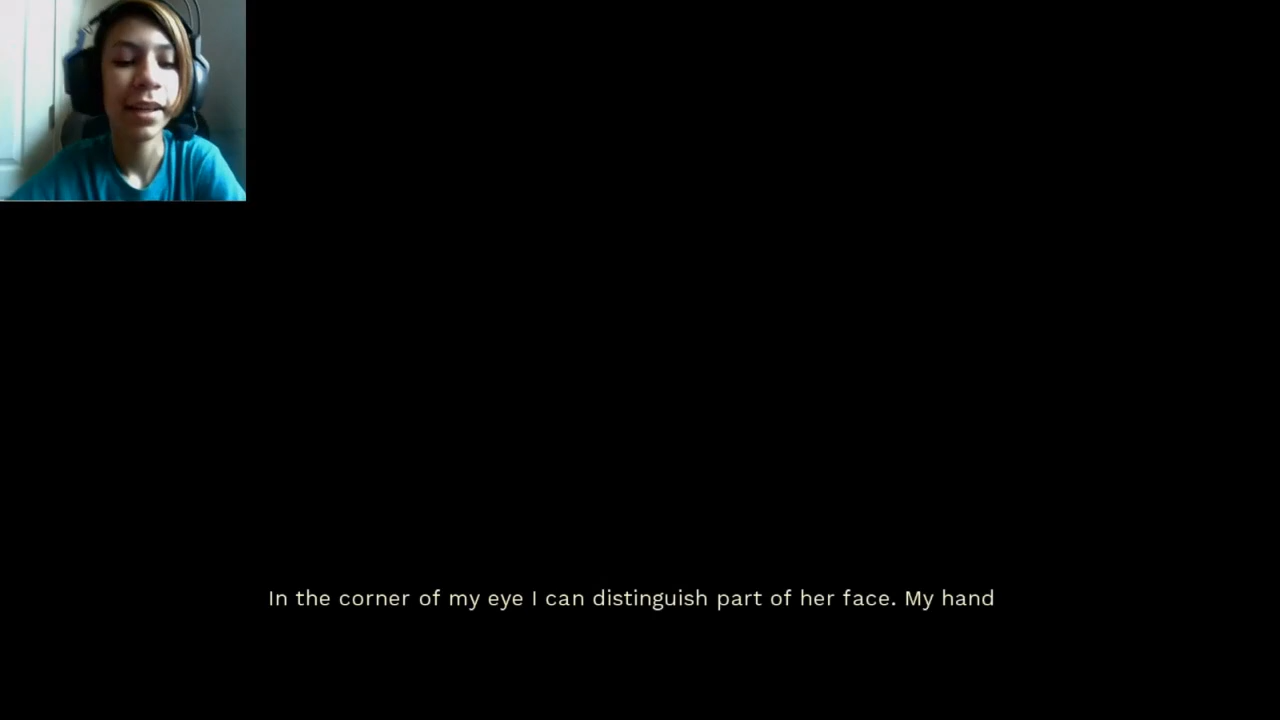 In the corner of my eye I can distinguish part of her face. My hand